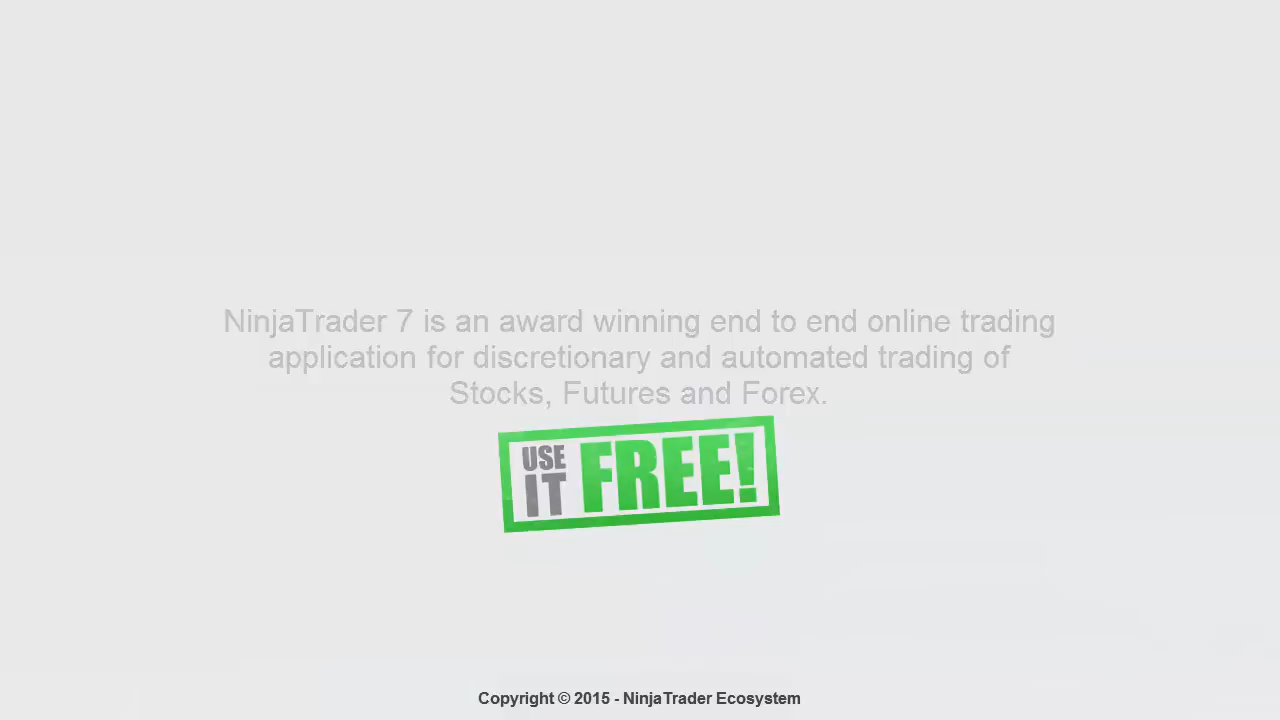 NinjaTrader 7 is an award winning end to end online trading
application for discretionary and automated trading of
Stocks, Futures and Forex.
USE
IT FREE!
Copyright © 2015 - NinjaTrader Ecosystem